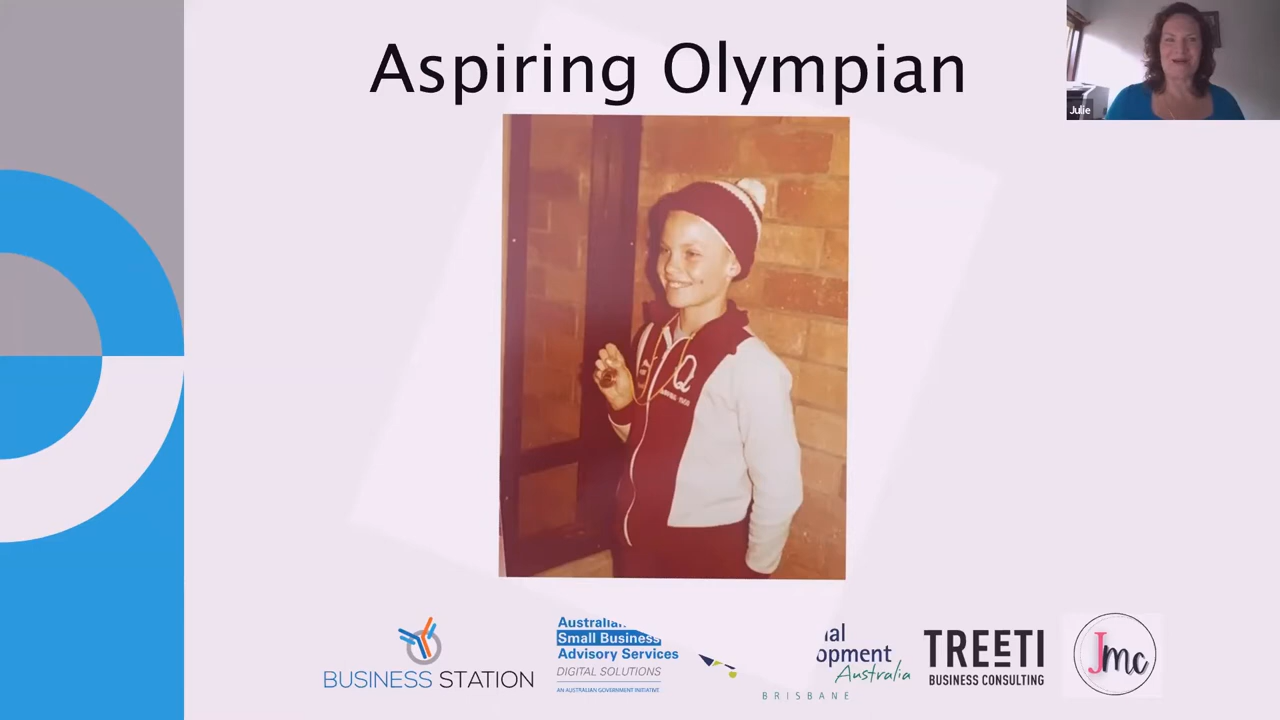 Aspiring Olympian
Julie
Q
BUSINESS STATION
Australian
Small Business
Advisory Services
DIGITAL SOLUTIONS
AN AUSTRALIAN GOVERNMENT INITIATIVE
al
opment
Australia
BRISBANE
TREETI
BUSINESS CONSULTING
Jmc